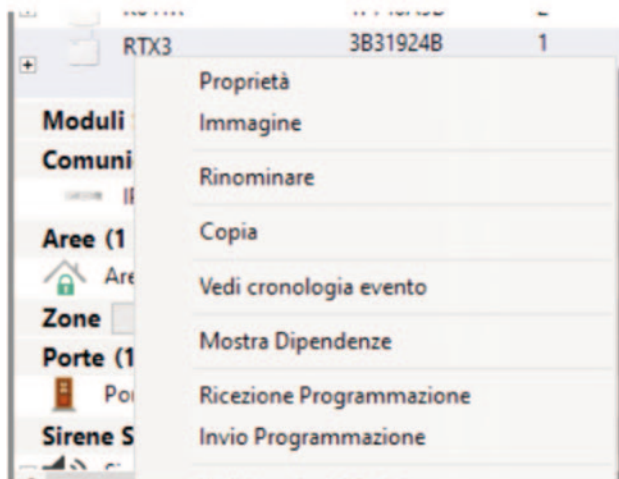 RTX3 3B31924B 1
Proprietà
Moduli
Immagine
Comuni
Rinominare
Aree (1
Copia
Are
Vedi cronologia evento
Zone
Mostra Dipendenze
Porte (1
Ricezione Programmazione
Sirene S
Invio Programmazione